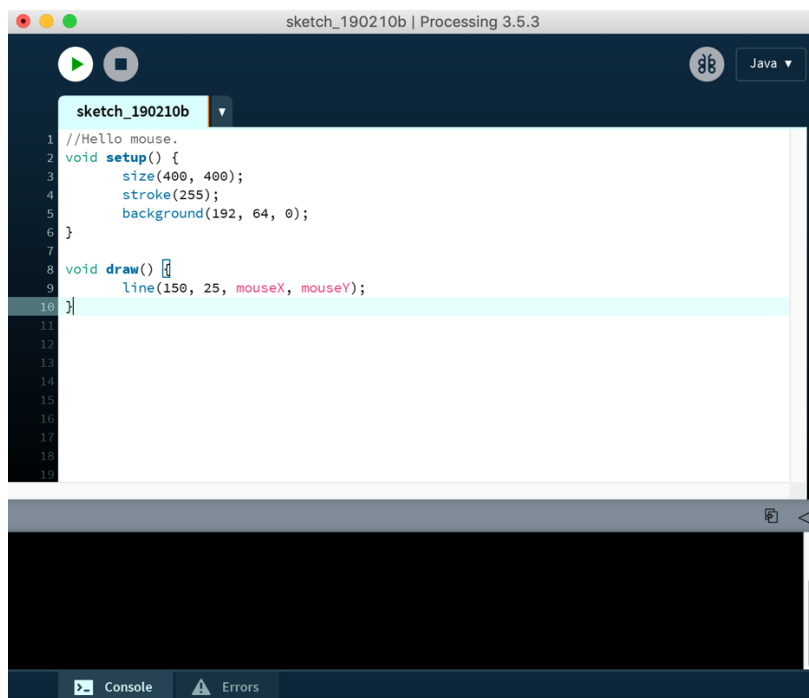 sketch_190210b | Processing 3.5.3
Java ▼
sketch_190210b ▼
1 //Hello mouse.
2 void setup() {
3 size(400, 400);
4 stroke(255);
5 background(192, 64, 0);
6 }
7
8 void draw() {
9 line(150, 25, mouseX, mouseY);
10 }
11
12
13
14
15
16
17
18
19
>_ Console Errors